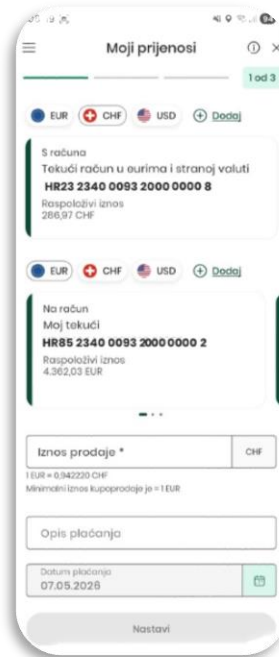 Moji prijenosi
1 od 3
EUR CHF USD Dodaj
S računa
Tekući račun u eurima i stranoj valuti
HR23 2340 0093 2000 0000 8
Raspoloživi iznos
286,97 CHF
EUR CHF USD Dodaj
Na račun
Moj tekući
HR85 2340 0093 2000 0000 2
Raspoloživi iznos
4.362,03 EUR
Iznos prodaje * CHF
1 EUR = 0,942220 CHF
Minimalni iznos kupoprodaje je = 1 EUR
Opis plaćanja
Datum plaćanja
07.05.2026
Nastavi